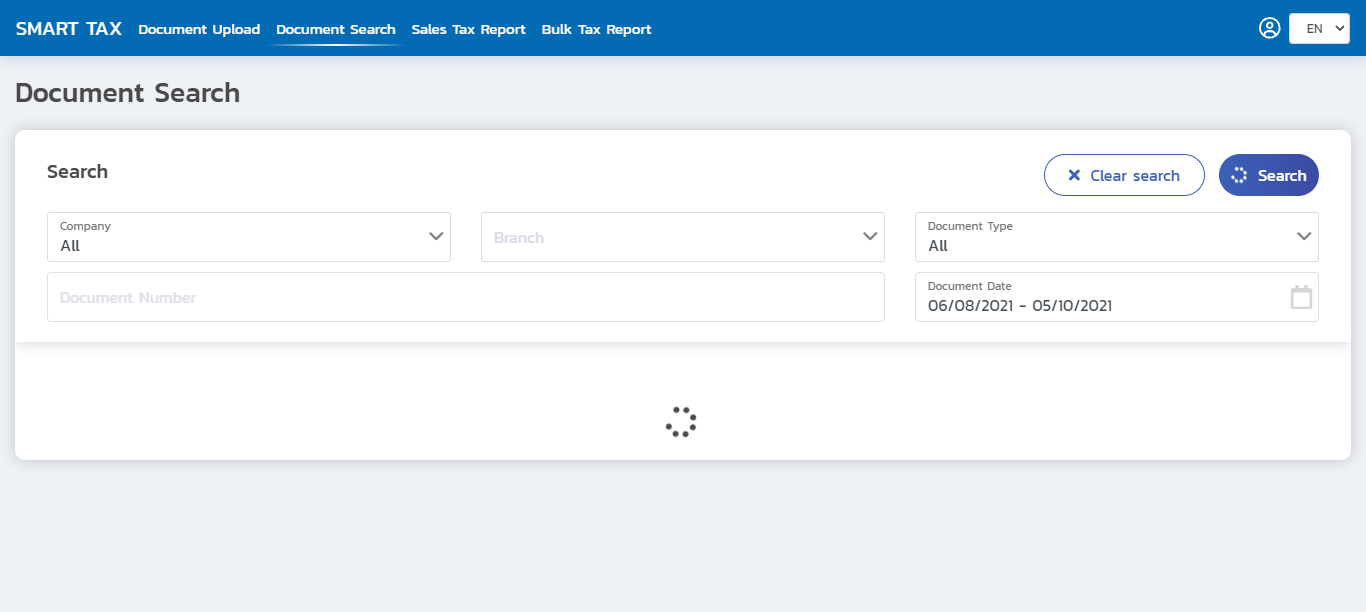 SMART TAX Document Upload Document Search Sales Tax Report Bulk Tax Report EN
Document Search
Search Clear search Search
Company Branch Document Type
All All
Document Number Document Date
06/08/2021 - 05/10/2021